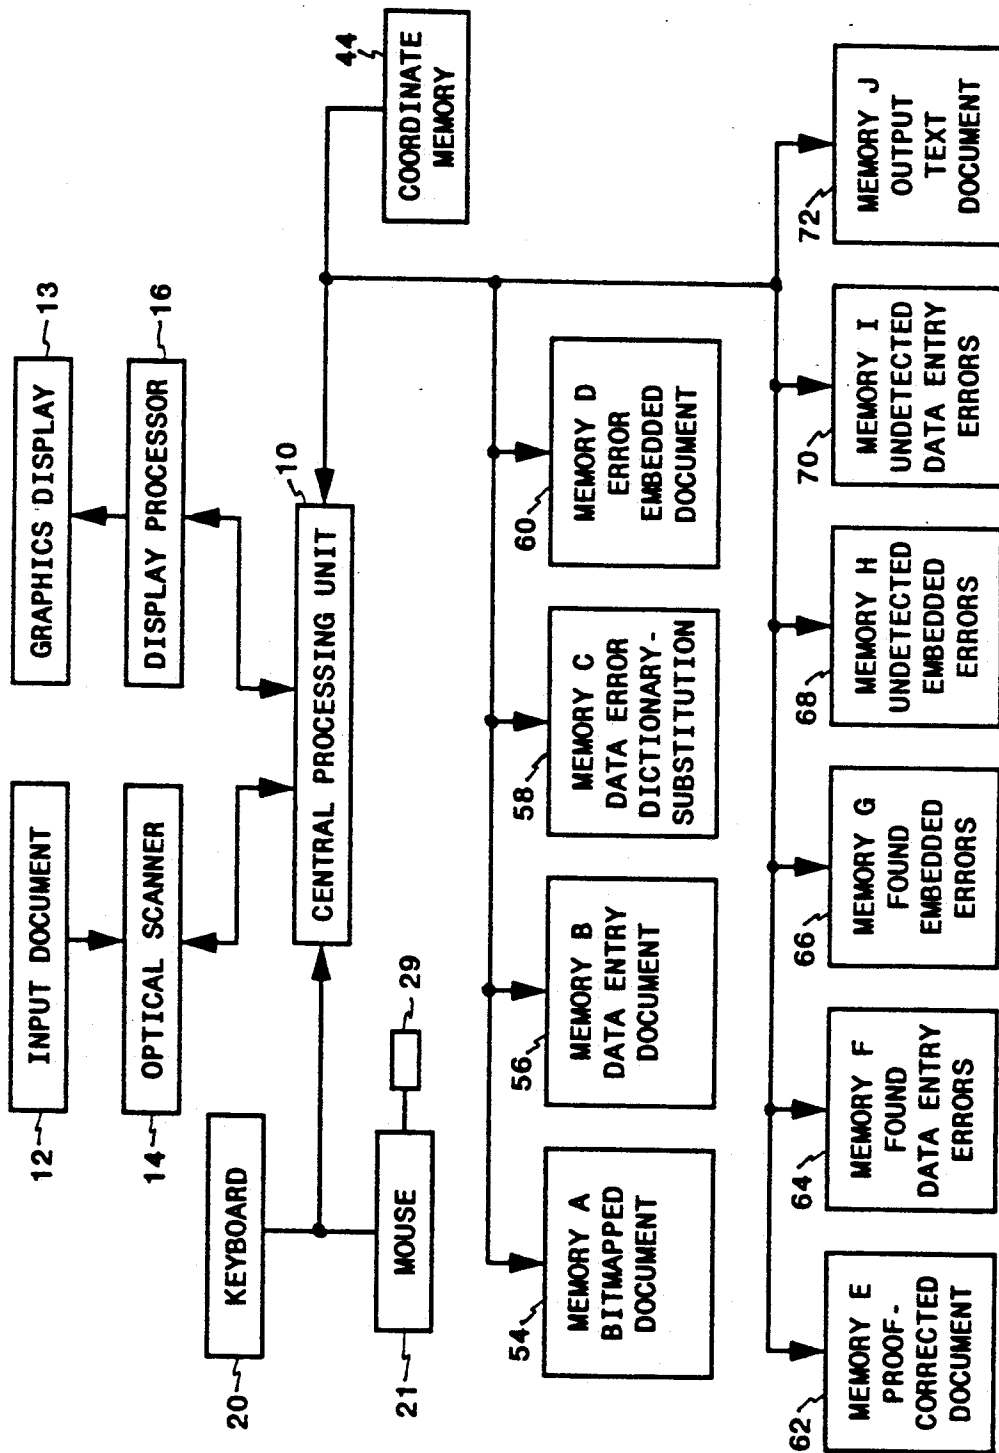 12
INPUT DOCUMENT
14
OPTICAL SCANNER
GRAPHICS DISPLAY
13
DISPLAY PROCESSOR
16
20
KEYBOARD
21
MOUSE
29
CENTRAL PROCESSING UNIT
10
44
COORDINATE
MEMORY
54
MEMORY A
BITMAPPED
DOCUMENT
56
MEMORY B
DATA ENTRY
DOCUMENT
58
MEMORY C
DATA ERROR
DICTIONARY-
SUBSTITUTION
60
MEMORY D
ERROR
EMBEDDED
DOCUMENT
62
MEMORY E
PROOF-
CORRECTED
DOCUMENT
64
MEMORY F
FOUND
DATA ENTRY
ERRORS
66
MEMORY G
FOUND
EMBEDDED
ERRORS
68
MEMORY H
UNDETECTED
EMBEDDED
ERRORS
70
MEMORY I
UNDETECTED
DATA ENTRY
ERRORS
72
MEMORY J
OUTPUT
TEXT
DOCUMENT